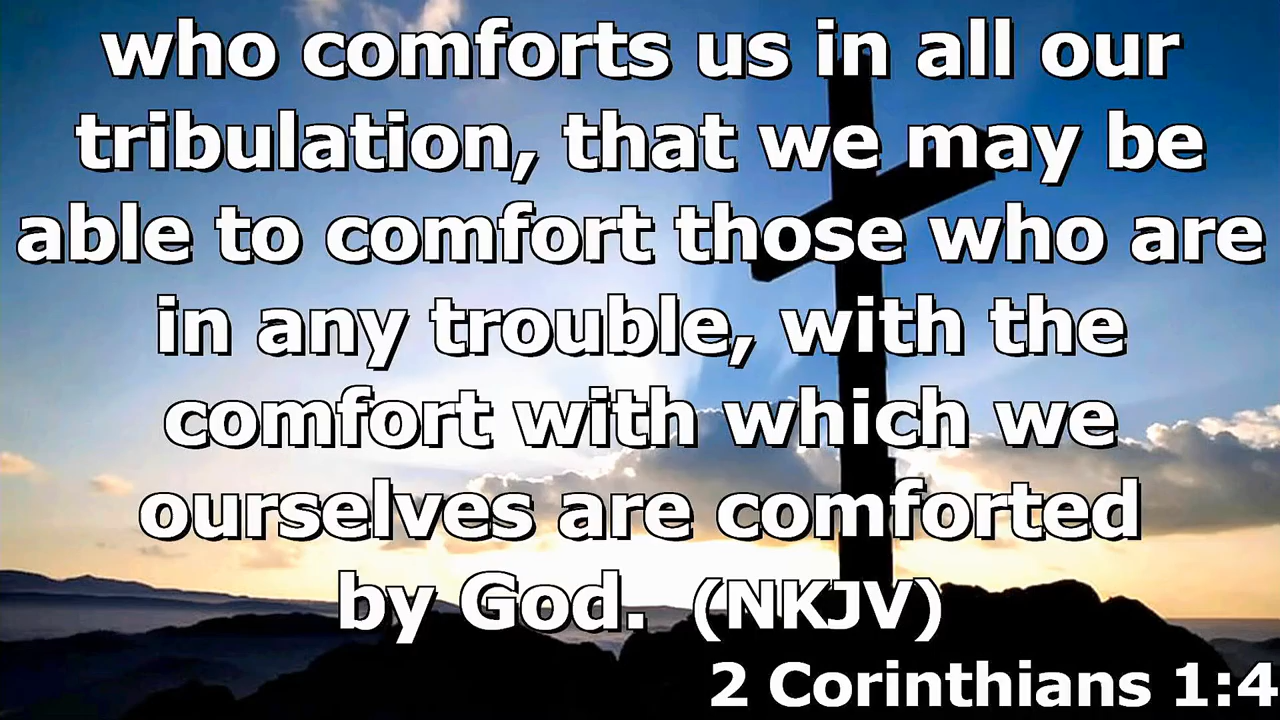 who comforts us in all our
tribulation, that we may be
able to comfort those who are
in any trouble, with the
comfort with which we
ourselves are comforted
by God. (NKJV)
2 Corinthians 1:4